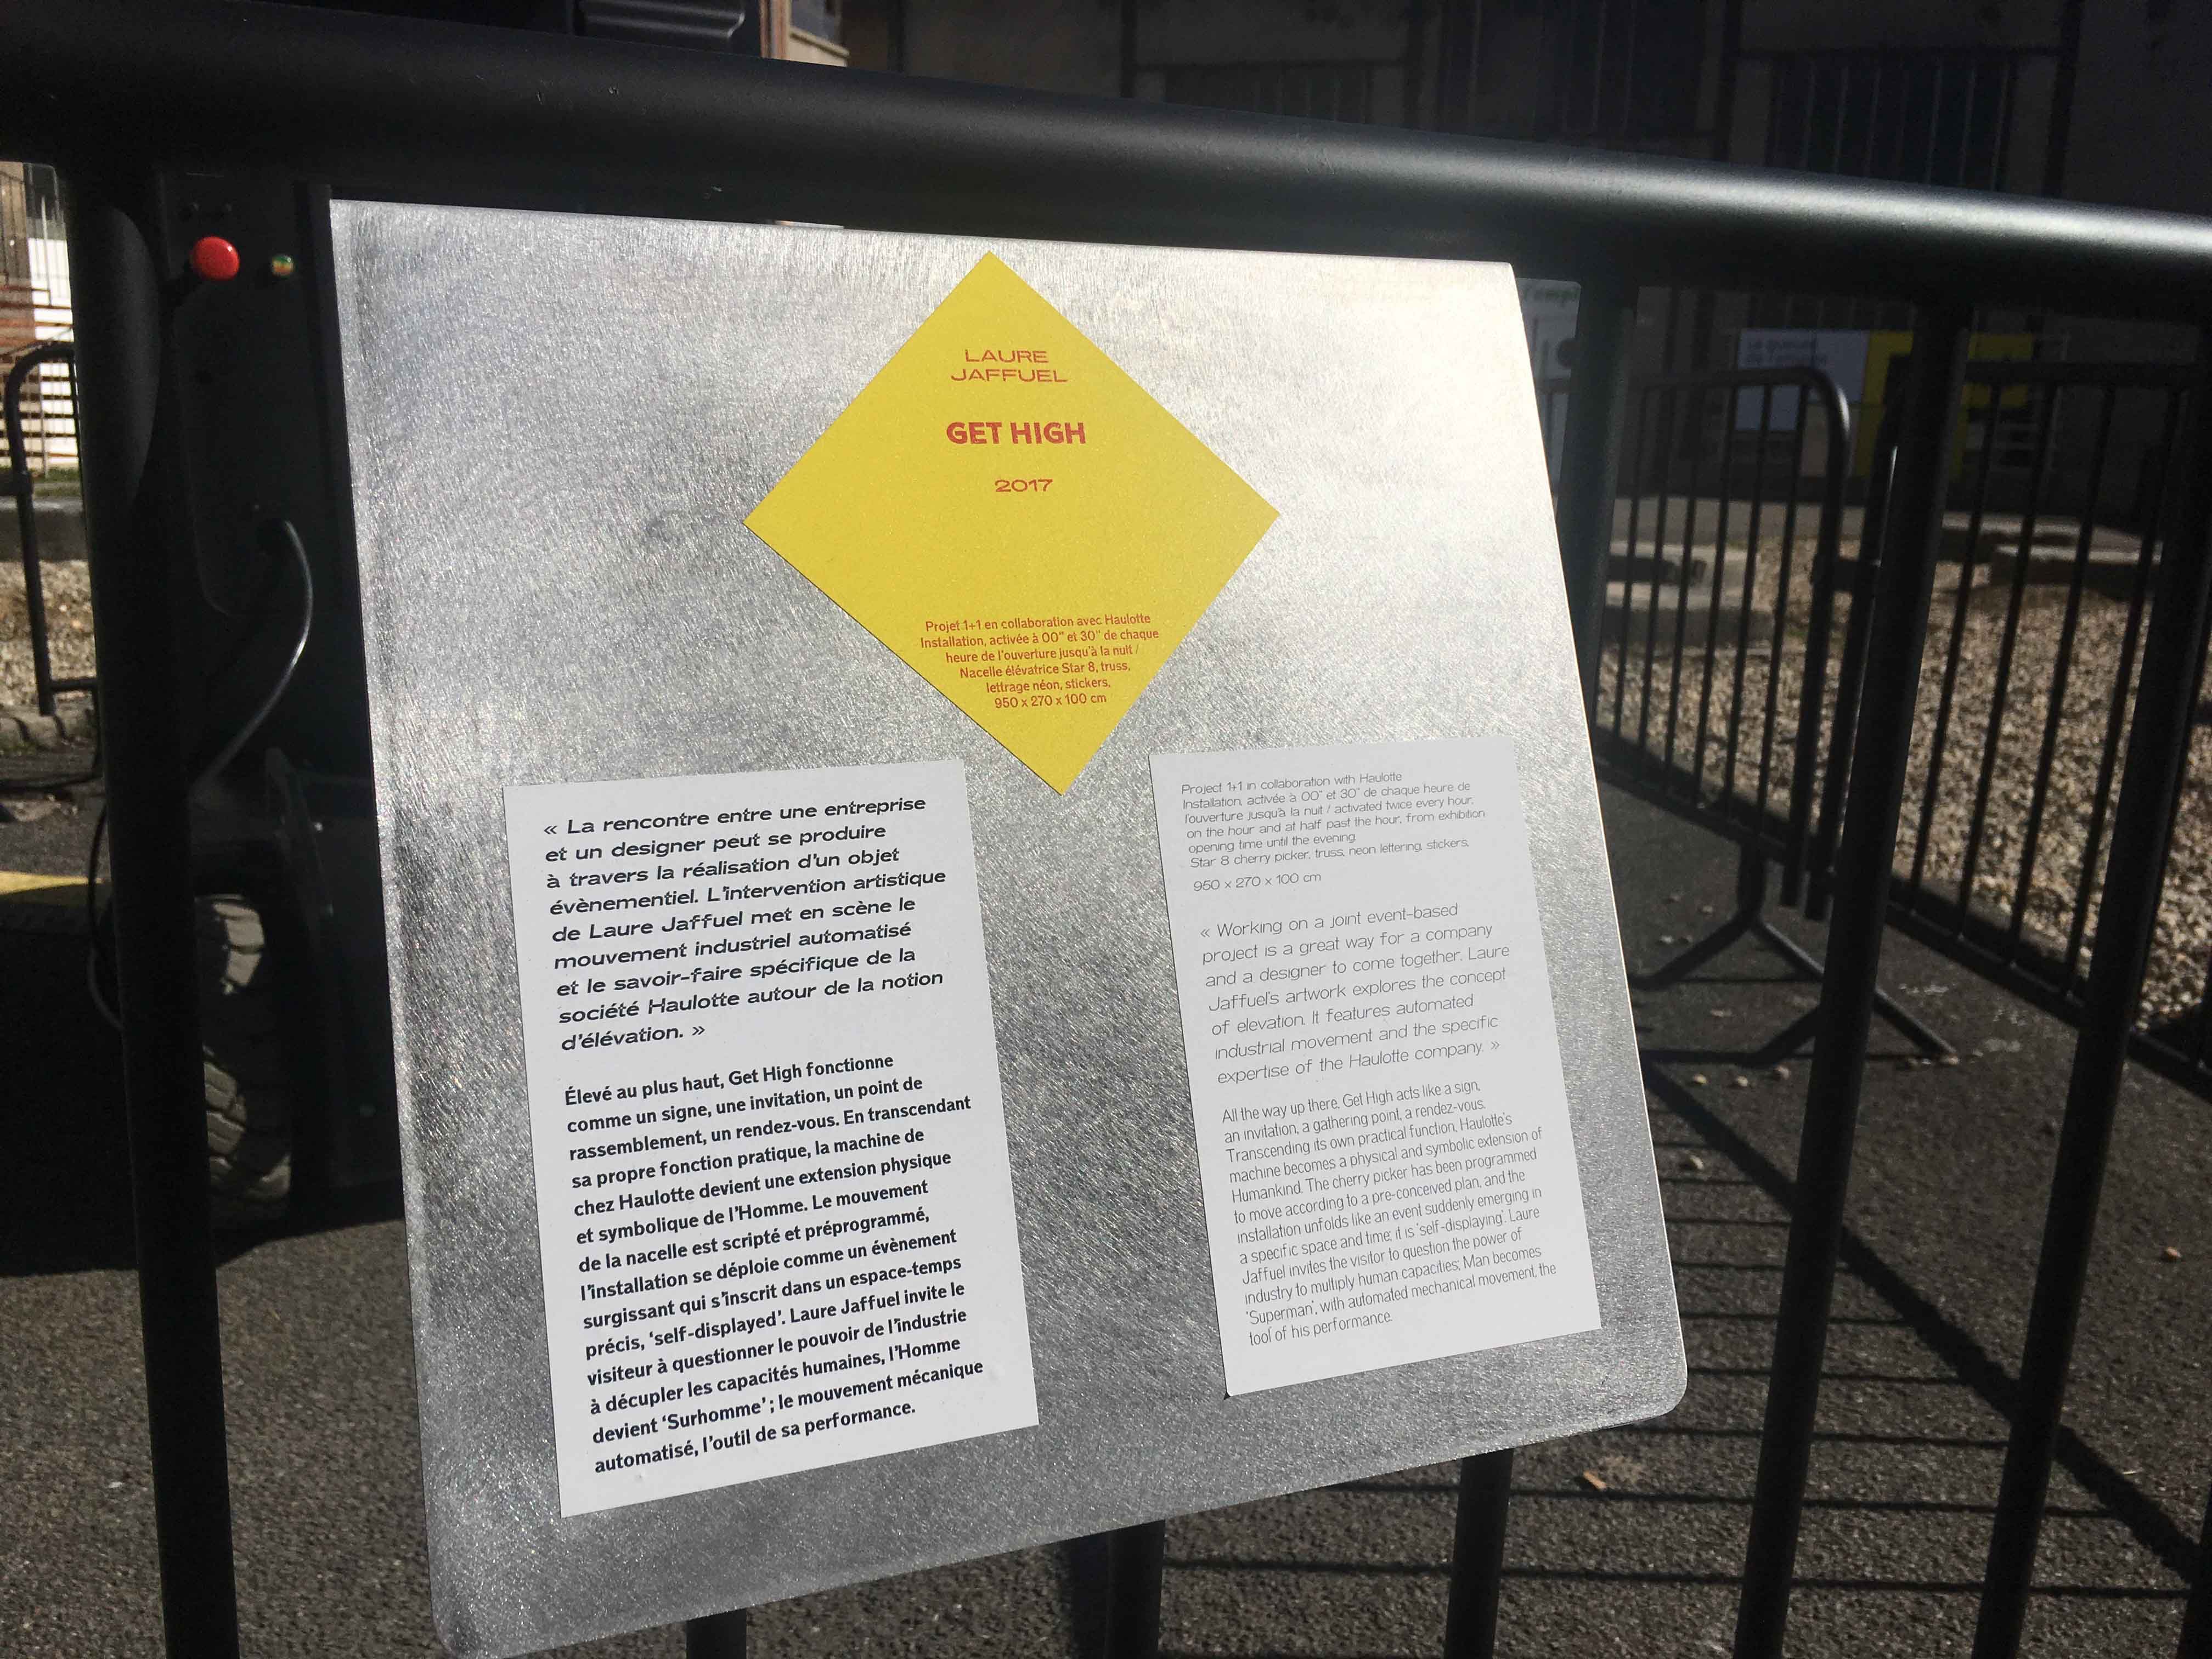 LAURE
JAFFUEL
GET HIGH
2017
Projet 1+1 en collaboration avec Haulotte
Installation, activée à 00" et 30" de chaque
heure de l'ouverture jusqu'à la nuit /
Nacelle élévatrice Star 8, truss,
lettrage néon, stickers,
950 x 270 x 100 cm
« La rencontre entre une entreprise
et un designer peut se produire
à travers la réalisation d'un objet
évènementiel. L'intervention artistique
de Laure Jaffuel met en scène le
mouvement industriel automatisé
et le savoir-faire spécifique de la
société Haulotte autour de la notion
d'élévation. »
Élevé au plus haut, Get High fonctionne
comme un signe, une invitation, un point de
rassemblement, un rendez-vous. En transcendant
sa propre fonction pratique, la machine de
chez Haulotte devient une extension physique
et symbolique de l'Homme. Le mouvement
de la nacelle est scripté et préprogrammé,
l'installation se déploie comme un évènement
surgissant qui s'inscrit dans un espace-temps
précis, 'self-displayed'. Laure Jaffuel invite le
visiteur à questionner le pouvoir de l'industrie
à décupler les capacités humaines, l'Homme
devient 'Surhomme' ; le mouvement mécanique
automatisé, l'outil de sa performance.
Project 1+1 in collaboration with Haulotte
Installation, activée à 00" et 30" de chaque heure de
l'ouverture jusqu'à la nuit / activated twice every hour,
on the hour and at half past the hour, from exhibition
opening time until the evening.
Star 8 cherry picker, truss, neon lettering, stickers,
950 x 270 x 100 cm
« Working on a joint event-based
project is a great way for a company
and a designer to come together. Laure
Jaffuel's artwork explores the concept
of elevation. It features automated
industrial movement and the specific
expertise of the Haulotte company. »
All the way up there, Get High acts like a sign,
an invitation, a gathering point, a rendez-vous.
Transcending its own practical function, Haulotte's
machine becomes a physical and symbolic extension of
Humankind. The cherry picker has been programmed
to move according to a pre-conceived plan, and the
installation unfolds like an event suddenly emerging in
a specific space and time; it is 'self-displaying'. Laure
Jaffuel invites the visitor to question the power of
industry to multiply human capacities; Man becomes
'Superman', with automated mechanical movement, the
tool of his performance.